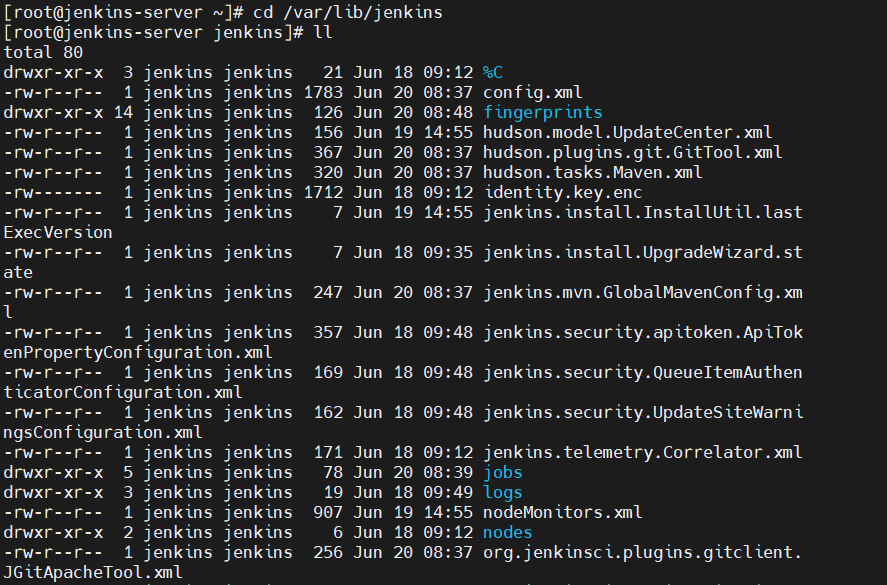 [root@jenkins-server ~]# cd /var/lib/jenkins
[root@jenkins-server jenkins]# ll
total 80
drwxr-xr-x  3 jenkins jenkins   21 Jun 18 09:12 %C
-rw-r--r--  1 jenkins jenkins 1783 Jun 20 08:37 config.xml
drwxr-xr-x 14 jenkins jenkins  126 Jun 20 08:48 fingerprints
-rw-r--r--  1 jenkins jenkins  156 Jun 19 14:55 hudson.model.UpdateCenter.xml
-rw-r--r--  1 jenkins jenkins  367 Jun 20 08:37 hudson.plugins.git.GitTool.xml
-rw-r--r--  1 jenkins jenkins  320 Jun 20 08:37 hudson.tasks.Maven.xml
-rw-------  1 jenkins jenkins 1712 Jun 18 09:12 identity.key.enc
-rw-r--r--  1 jenkins jenkins    7 Jun 19 14:55 jenkins.install.InstallUtil.last
ExecVersion
-rw-r--r--  1 jenkins jenkins    7 Jun 18 09:35 jenkins.install.UpgradeWizard.st
ate
-rw-r--r--  1 jenkins jenkins  247 Jun 20 08:37 jenkins.mvn.GlobalMavenConfig.xm
l
-rw-r--r--  1 jenkins jenkins  357 Jun 18 09:48 jenkins.security.apitoken.ApiTok
enPropertyConfiguration.xml
-rw-r--r--  1 jenkins jenkins  169 Jun 18 09:48 jenkins.security.QueueItemAuthen
ticatorConfiguration.xml
-rw-r--r--  1 jenkins jenkins  162 Jun 18 09:48 jenkins.security.UpdateSiteWarni
ngsConfiguration.xml
-rw-r--r--  1 jenkins jenkins  171 Jun 18 09:12 jenkins.telemetry.Correlator.xml
drwxr-xr-x  5 jenkins jenkins   78 Jun 20 08:39 jobs
drwxr-xr-x  3 jenkins jenkins   19 Jun 18 09:49 logs
-rw-r--r--  1 jenkins jenkins  907 Jun 19 14:55 nodeMonitors.xml
drwxr-xr-x  2 jenkins jenkins    6 Jun 18 09:12 nodes
-rw-r--r--  1 jenkins jenkins  256 Jun 20 08:37 org.jenkinsci.plugins.gitclient.
JGitApacheTool.xml